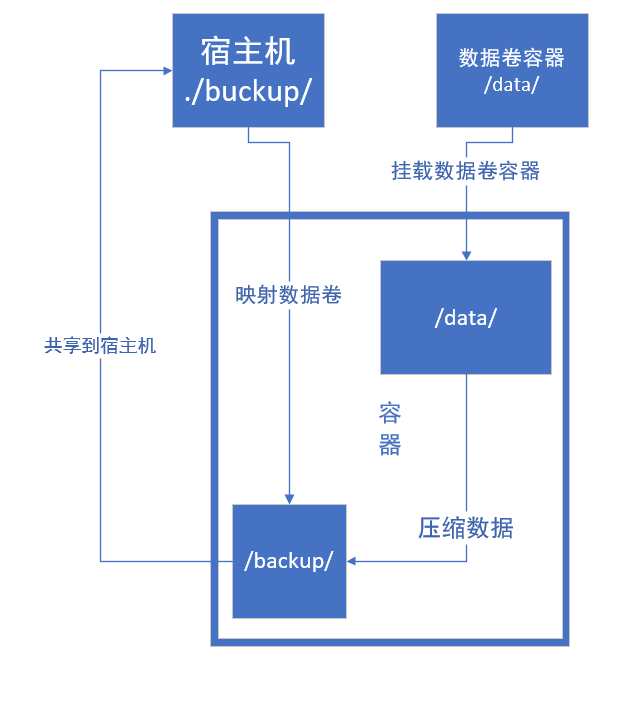 宿主机
./buckup/
数据卷容器
/data/
挂载数据卷容器
映射数据卷
/data/
共享到宿主机
容
器
压缩数据
/backup/